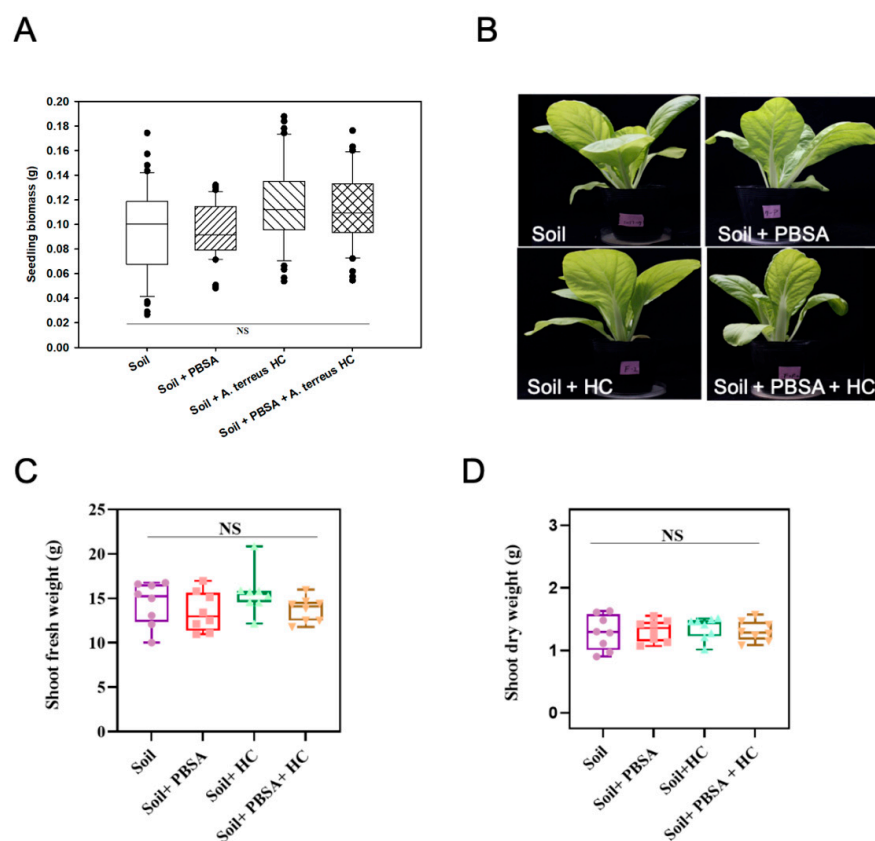 A
B
0.20
0.18
0.16
0.14
0.12
0.10
0.08
0.06
0.04
0.02
0.00
Seedling biomass (g)
NS
Soil
Soil + PBSA
Soil + A. terreus HC
Soil + PBSA + A. terreus HC
Soil
Soil + PBSA
Soil + HC
Soil + PBSA + HC
C
D
25
20
15
10
5
0
Shoot fresh weight (g)
NS
Soil
Soil+ PBSA
Soil+ HC
Soil+ PBSA + HC
3
2
1
0
Shoot dry weight (g)
NS
Soil
Soil+ PBSA
Soil+HC
Soil+ PBSA + HC